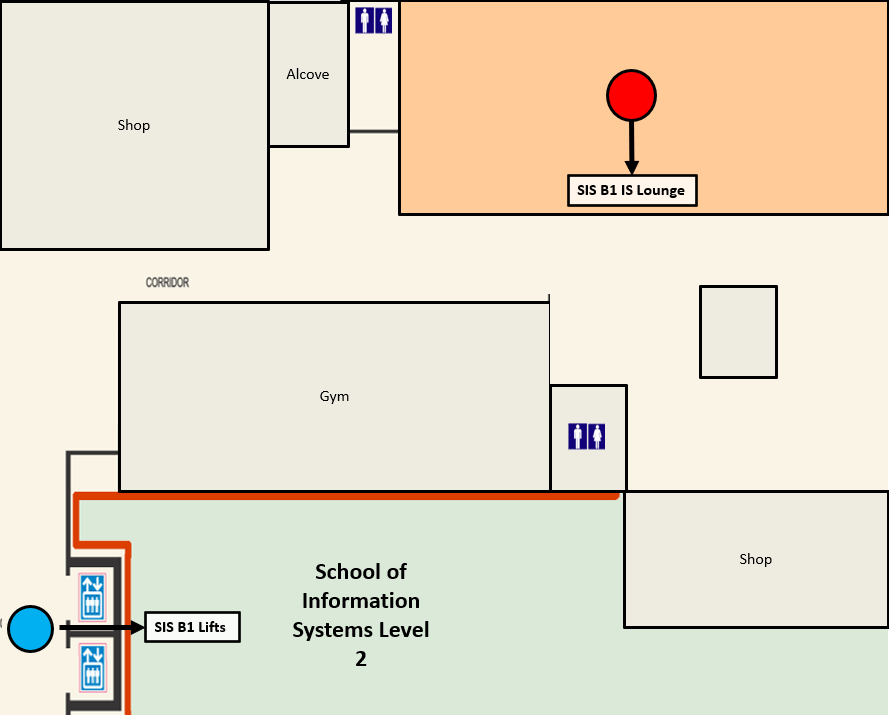 Alcove
Shop
SIS B1 IS Lounge
CORRIDOR
Gym
Shop
School of
Information
Systems Level
2
SIS B1 Lifts